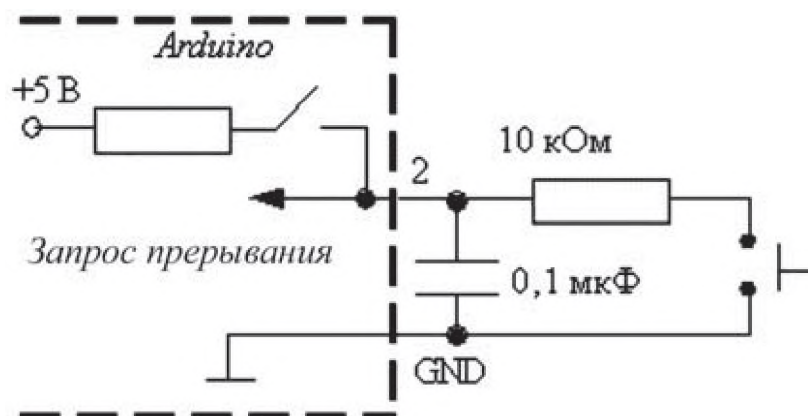 Arduino
+5 В
10 кОм
2
Запрос прерывания
0,1 мкФ
GND